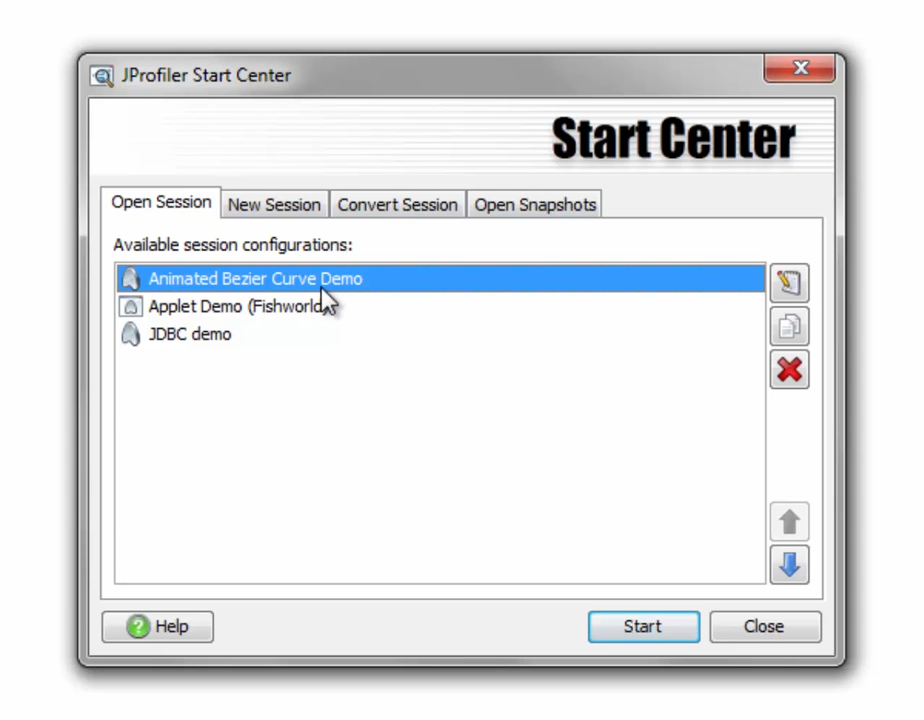 JProfiler Start Center
Start Center
Open Session New Session Convert Session Open Snapshots
Available session configurations:
Animated Bezier Curve Demo
Applet Demo (Fishworld)
JDBC demo
Help Start Close